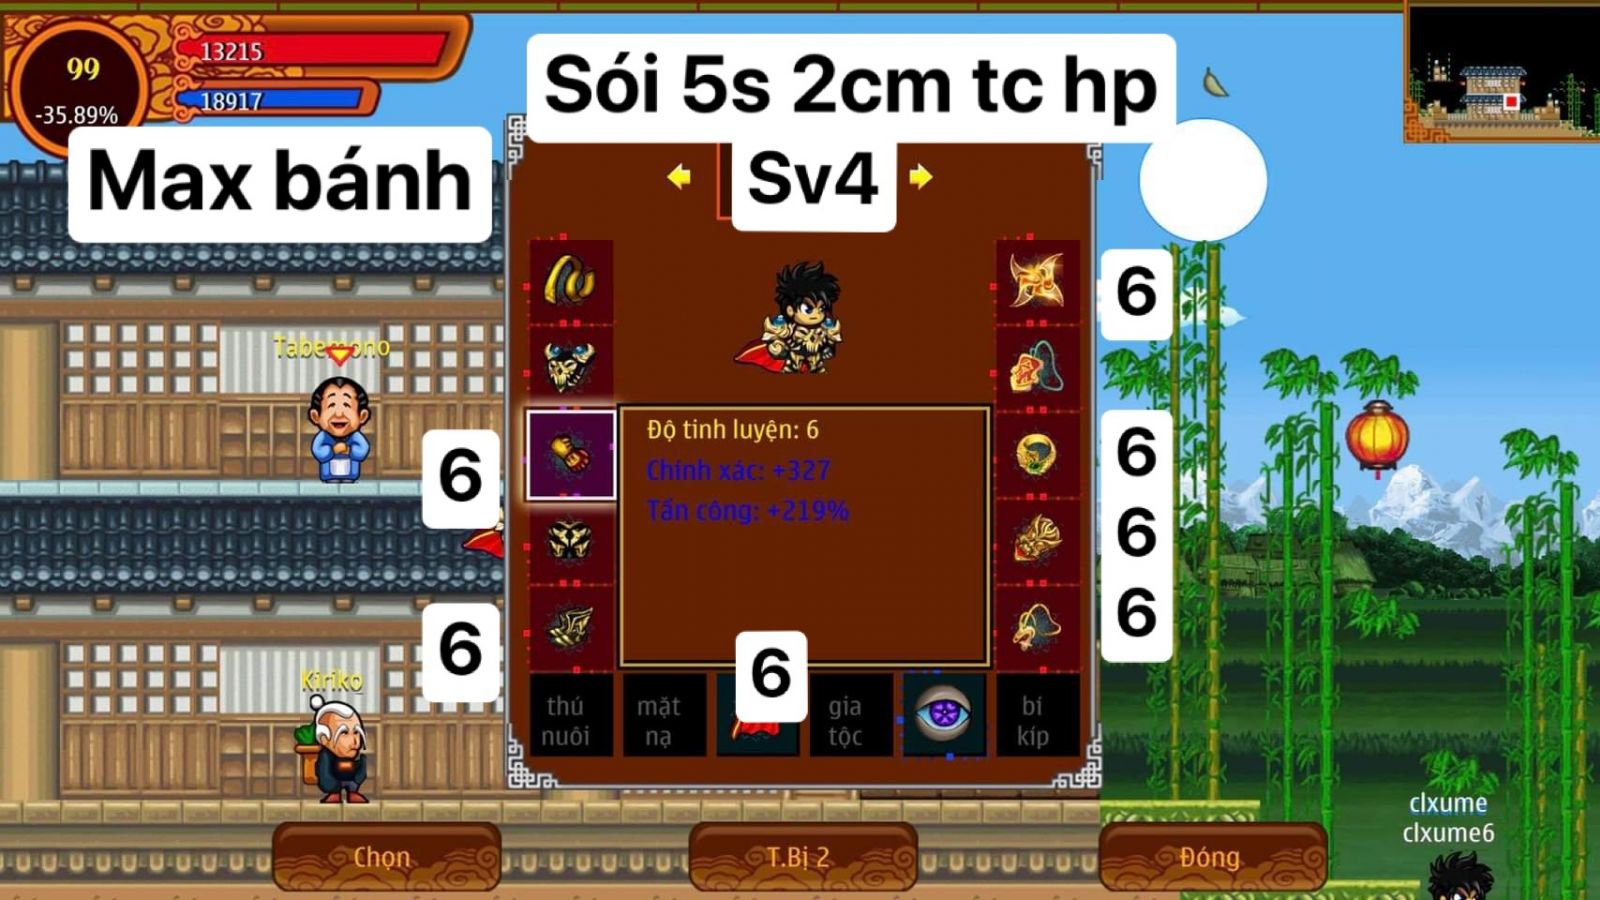 99
-35.89%
13215
18917
Sói 5s 2cm tc hp
Max bánh
Sv4
Tabemono
6
6
6
6
6
6
6
Độ tinh luyện: 6
Chính xác: +327
Tấn công: +219%
Kiriko
thú nuôi
mặt nạ
gia tộc
bí kíp
clxume
clxume6
Chọn
T.Bị 2
Đóng